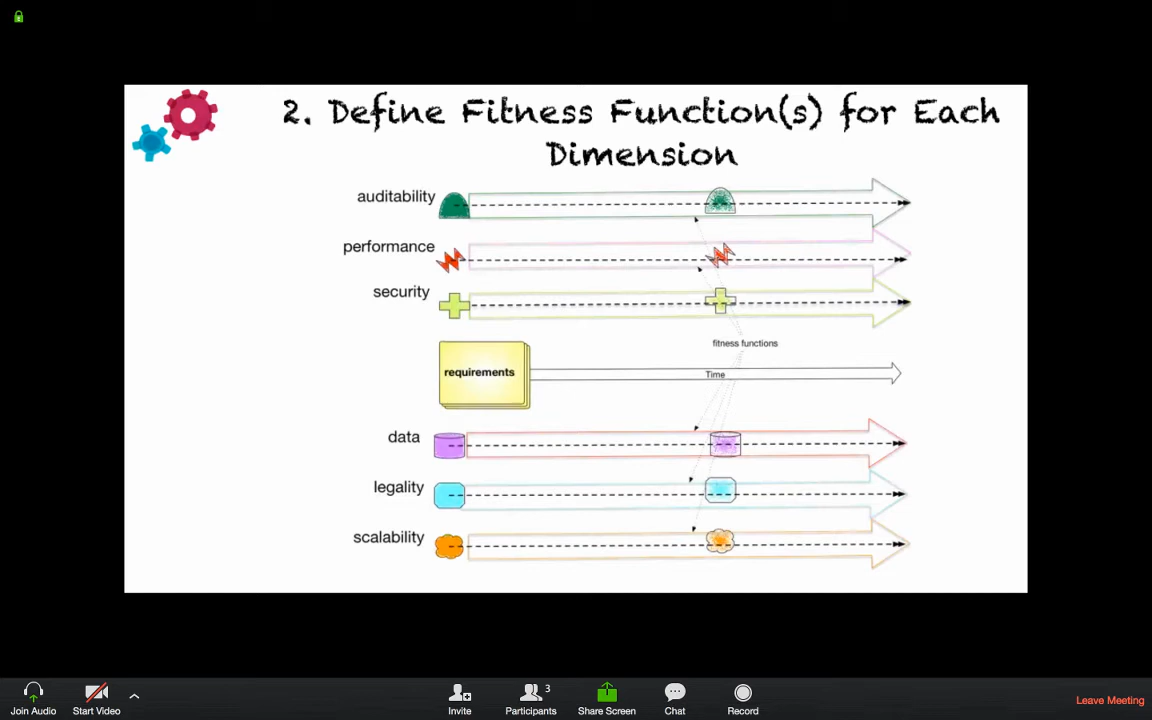 2. Define Fitness Function(s) for Each
Dimension
auditability
performance
security
fitness functions
requirements
Time
data
legality
scalability
3
Join Audio
Start Video
Invite
Participants
Share Screen
Chat
Record
Leave Meeting